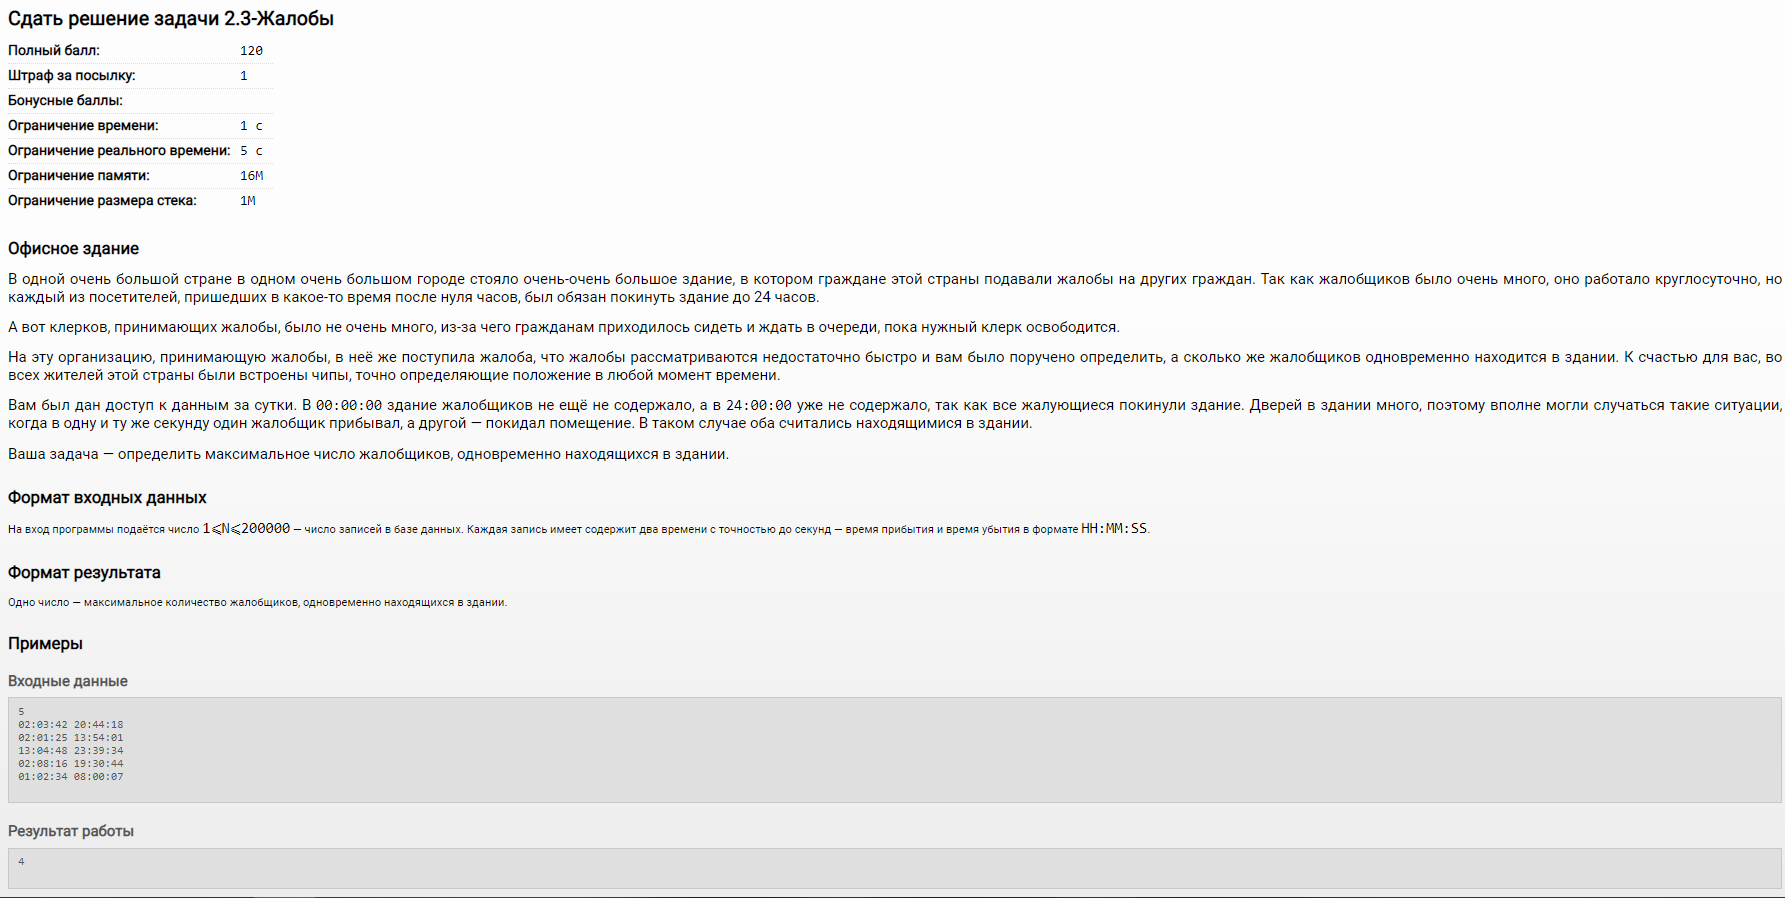 Сдать решение задачи 2.3-Жалобы
Полный балл: 120
Штраф за посылку: 1
Бонусные баллы:
Ограничение времени: 1 с
Ограничение реального времени: 5 с
Ограничение памяти: 16M
Ограничение размера стека: 1M
Офисное здание
В одной очень большой стране в одном очень большом городе стояло очень-очень большое здание, в котором граждане этой страны подавали жалобы на других граждан. Так как жалобщиков было очень много, оно работало круглосуточно, но
каждый из посетителей, пришедших в какое-то время после нуля часов, был обязан покинуть здание до 24 часов.
А вот клерков, принимающих жалобы, было не очень много, из-за чего гражданам приходилось сидеть и ждать в очереди, пока нужный клерк освободится.
На эту организацию, принимающую жалобы, в неё же поступила жалоба, что жалобы рассматриваются недостаточно быстро и вам было поручено определить, а сколько же жалобщиков одновременно находится в здании. К счастью для вас, во
всех жителей этой страны были встроены чипы, точно определяющие положение в любой момент времени.
Вам был дан доступ к данным за сутки. В 00:00:00 здание жалобщиков не ещё не содержало, а в 24:00:00 уже не содержало, так как все жалующиеся покинули здание. Дверей в здании много, поэтому вполне могли случаться такие ситуации,
когда в одну и ту же секунду один жалобщик прибывал, а другой — покидал помещение. В таком случае оба считались находящимися в здании.
Ваша задача — определить максимальное число жалобщиков, одновременно находящихся в здании.
Формат входных данных
На вход программы подаётся число 1⩽N⩽200000 — число записей в базе данных. Каждая запись имеет содержит два времени с точностью до секунд — время прибытия и время убытия в формате HH:MM:SS.
Формат результата
Одно число — максимальное количество жалобщиков, одновременно находящихся в здании.
Примеры
Входные данные
5
02:03:42 20:44:18
02:01:25 13:54:01
13:04:48 23:39:34
02:08:16 19:30:44
01:02:34 08:00:07
Результат работы
4